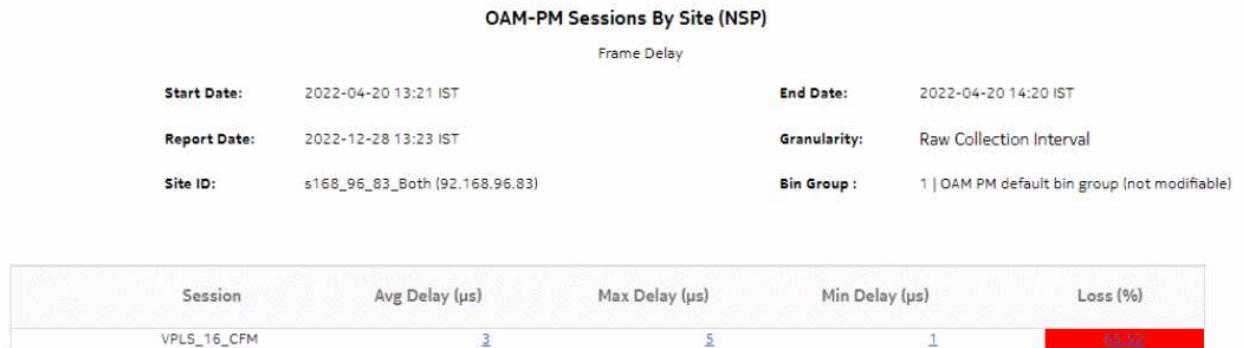 OAM-PM Sessions By Site (NSP)
Frame Delay
Start Date: 2022-04-20 13:21 IST End Date: 2022-04-20 14:20 IST
Report Date: 2022-12-28 13:23 IST Granularity: Raw Collection Interval
Site ID: s168_96_83_Both (92.168.96.83) Bin Group : 1 | OAM PM default bin group (not modifiable)
Session Avg Delay (µs) Max Delay (µs) Min Delay (µs) Loss (%)
VPLS_16_CFM 3 5 1 65.52